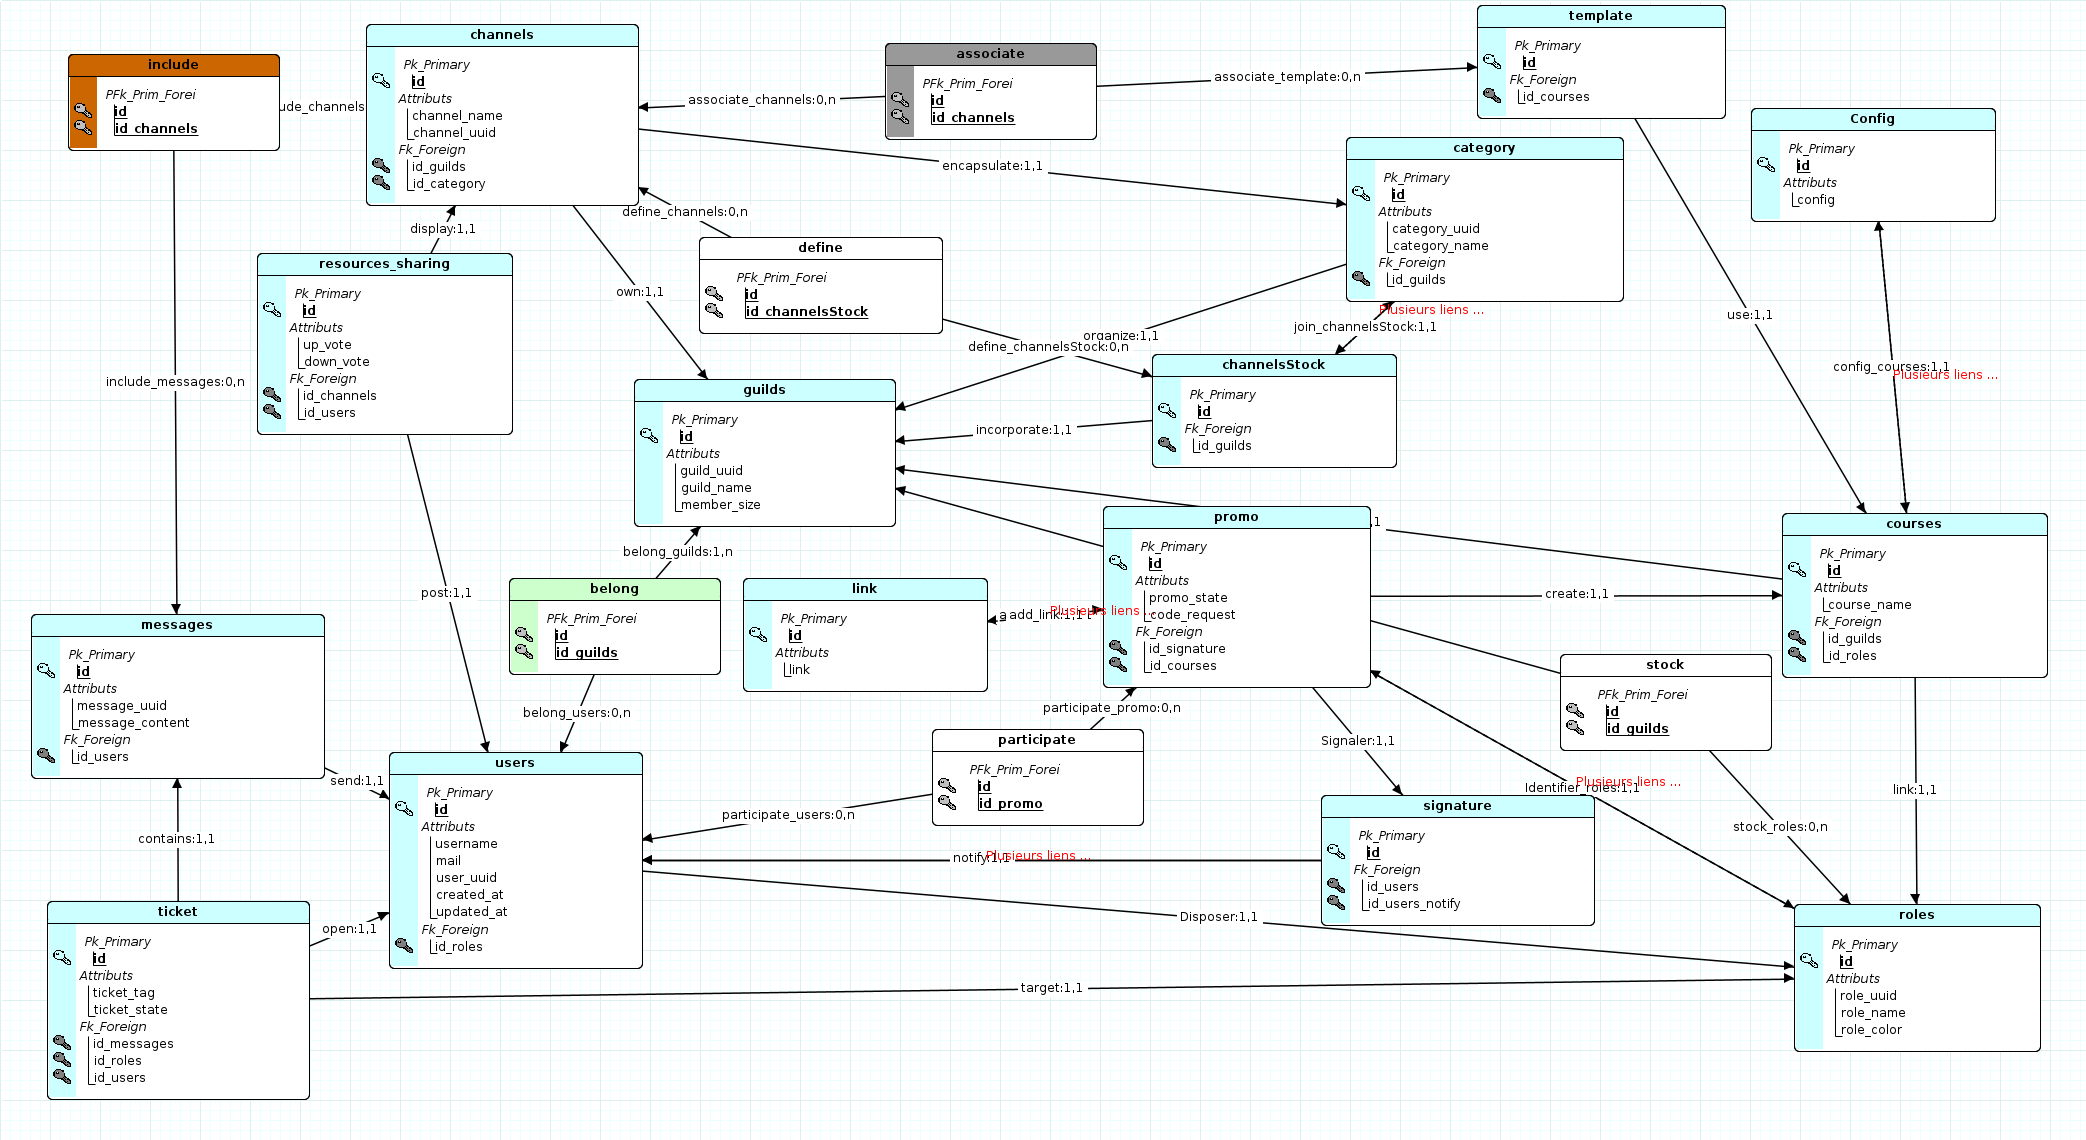 template
Pk_Primary
id
Fk_Foreign
id_courses
channels
Pk_Primary
id
Attributs
channel_name
channel_uuid
Fk_Foreign
id_guilds
id_category
associate
PFk_Prim_Forei
id
id_channels
include
PFk_Prim_Forei
id
id_channels
ude_channels
associate_channels:0,n
associate_template:0,n
Config
Pk_Primary
id
Attributs
config
category
Pk_Primary
id
Attributs
category_uuid
category_name
Fk_Foreign
id_guilds
encapsulate:1,1
define_channels:0,n
display:1,1
define
PFk_Prim_Forei
id
id_channelsStock
resources_sharing
Pk_Primary
id
Attributs
up_vote
down_vote
Fk_Foreign
id_channels
id_users
own:1,1
Plusieurs liens ...
join_channelsStock:1,1
use:1,1
organize:1,1
define_channelsStock:0,n
channelsStock
Pk_Primary
id
Fk_Foreign
id_guilds
config_courses:1,1
Plusieurs liens ...
include_messages:0,n
guilds
Pk_Primary
id
Attributs
guild_uuid
guild_name
member_size
incorporate:1,1
promo
Pk_Primary
id
Attributs
promo_state
code_request
Fk_Foreign
id_signature
id_courses
,1
courses
Pk_Primary
id
Attributs
course_name
Fk_Foreign
id_guilds
id_roles
belong_guilds:1,n
belong
PFk_Prim_Forei
id
id_guilds
link
Pk_Primary
id
Attributs
link
post:1,1
add_link:1,1
Plusieurs liens ...
create:1,1
messages
Pk_Primary
id
Attributs
message_uuid
message_content
Fk_Foreign
id_users
stock
PFk_Prim_Forei
id
id_guilds
belong_users:0,n
participate_promo:0,n
participate
PFk_Prim_Forei
id
id_promo
Signaler:1,1
users
Pk_Primary
id
Attributs
username
mail
user_uuid
created_at
updated_at
Fk_Foreign
id_roles
send:1,1
Plusieurs liens ...
Identifier_roles:1,1
link:1,1
signature
Pk_Primary
id
Fk_Foreign
id_users
id_users_notify
participate_users:0,n
stock_roles:0,n
contains:1,1
notify:1,1
Plusieurs liens ...
ticket
Pk_Primary
id
Attributs
ticket_tag
ticket_state
Fk_Foreign
id_messages
id_roles
id_users
open:1,1
Disposer:1,1
roles
Pk_Primary
id
Attributs
role_uuid
role_name
role_color
target:1,1